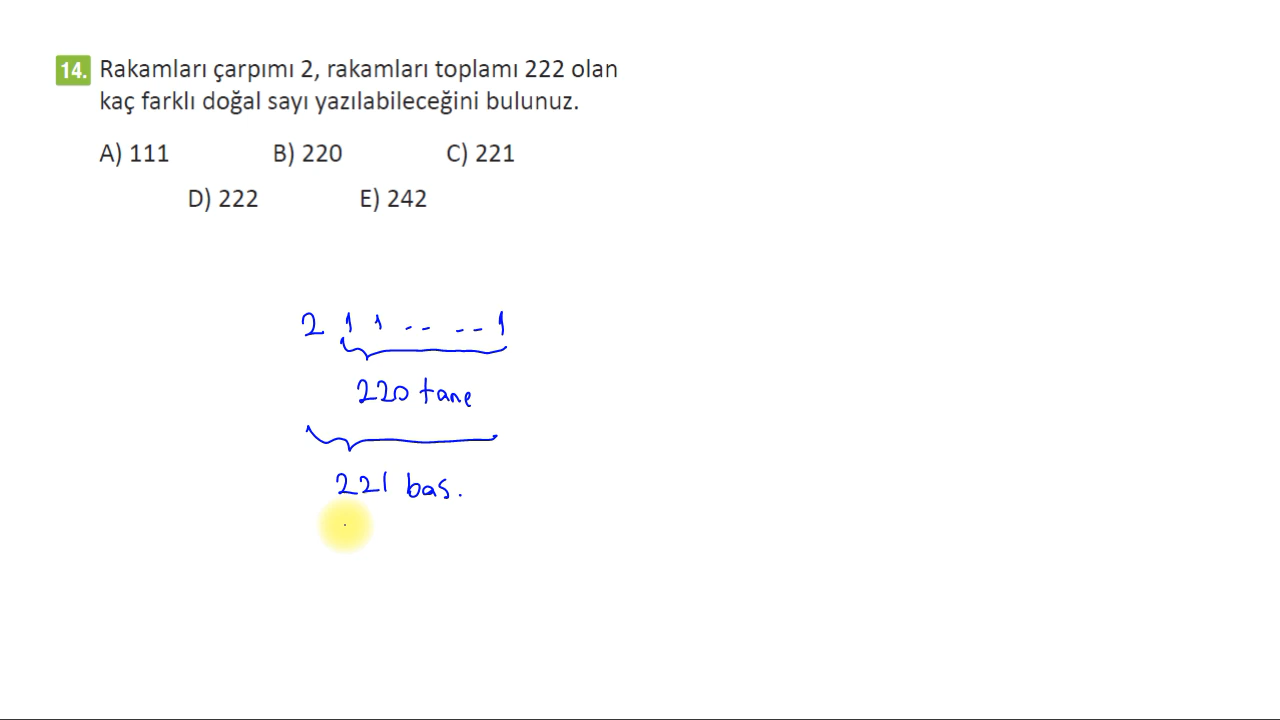 14. Rakamları çarpımı 2, rakamları toplamı 222 olan
kaç farklı doğal sayı yazılabileceğini bulunuz.
A) 111 B) 220 C) 221
D) 222 E) 242
2 1 1 .. .. 1
220 tane
221 bas.